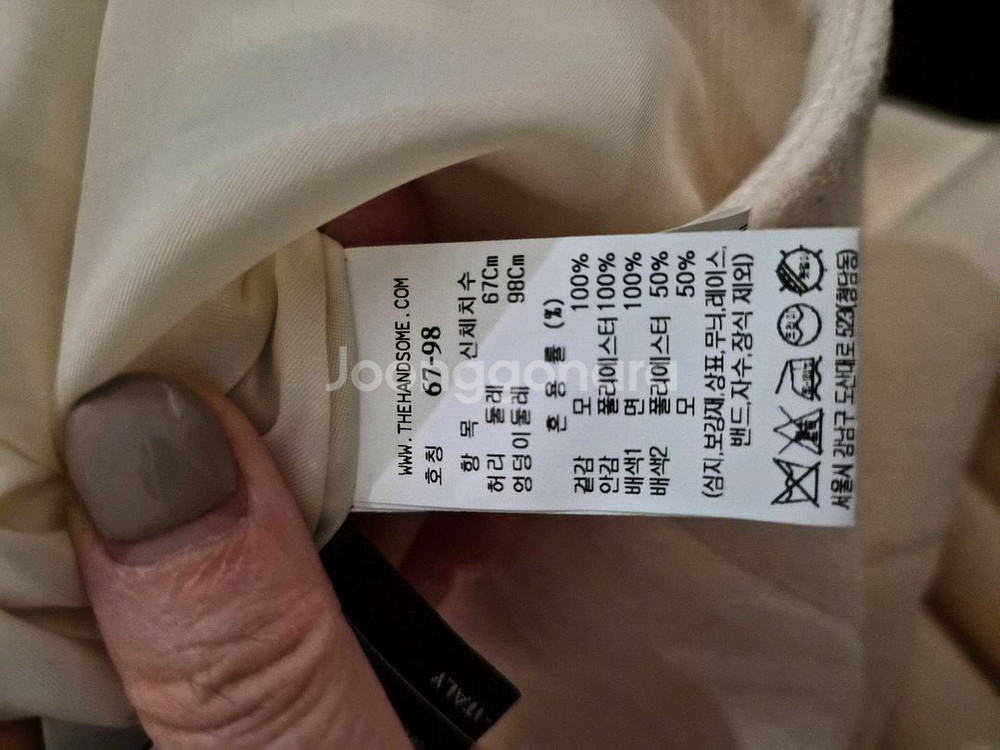 WWW.THEHANDSOME.COM
호칭 67-98
항 목 신체치수
허리 둘레 67Cm
엉덩이둘레 98Cm
혼 용 률 (%)
겉감 모 100%
안감 폴리에스터 100%
배색1 면 100%
배색2 폴리에스터 50%
모 50%
(심지,보강재,상표,무늬,레이스,
밴드,자수,장식 제외)
서울시 강남구 도산대로 523(청담동)
Joonggonara
ITALY